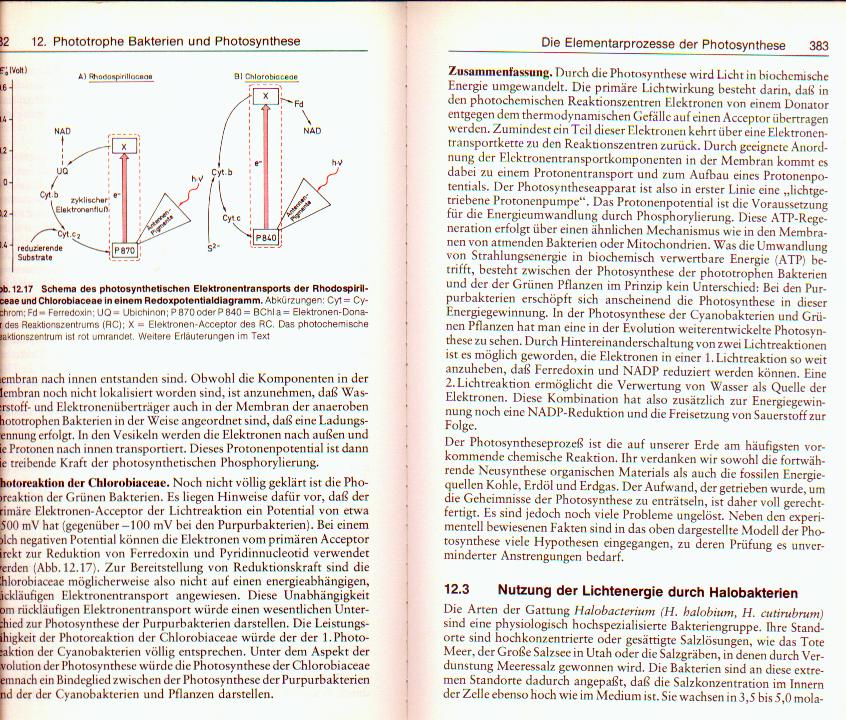 12. Phototrophe Bakterien und Photosynthese
(Volt)
A) Rhodospirillaceae
B) Chlorobiaceae
X
Fd
NAD
NAD
X
UQ
hν
Cyt.b
e⁻
hν
0
Cyt.b
zyklischer
Elektronenfluß
e⁻
Antennen-
Pigmente
Cyt.c
Antennen-
Pigmente
Cyt.c₂
P840
reduzierende
Substrate
P870
S²⁻
12.17 Schema des photosynthetischen Elektronentransports der Rhodospiril-
und Chlorobiaceae in einem Redoxpotentialdiagramm. Abkürzungen: Cyt = Cy-
Fd = Ferredoxin; UQ = Ubichinon; P 870 oder P 840 = BChl a = Elektronen-Dona-
des Reaktionszentrums (RC); X = Elektronen-Acceptor des RC. Das photochemische
ist rot umrandet. Weitere Erläuterungen im Text
nach innen entstanden sind. Obwohl die Komponenten in der
noch nicht lokalisiert worden sind, ist anzunehmen, daß Was-
und Elektronenüberträger auch in der Membran der anaeroben
Bakterien in der Weise angeordnet sind, daß eine Ladungs-
erfolgt. In den Vesikeln werden die Elektronen nach außen und
Protonen nach innen transportiert. Dieses Protonenpotential ist dann
treibende Kraft der photosynthetischen Phosphorylierung.
der Chlorobiaceae. Noch nicht völlig geklärt ist die Pho-
der Grünen Bakterien. Es liegen Hinweise dafür vor, daß der
Elektronen-Acceptor der Lichtreaktion ein Potential von etwa
500 mV hat (gegenüber –100 mV bei den Purpurbakterien). Bei einem
negativen Potential können die Elektronen vom primären Acceptor
zur Reduktion von Ferredoxin und Pyridinnucleotid verwendet
(Abb. 12.17). Zur Bereitstellung von Reduktionskraft sind die
möglicherweise also nicht auf einen energieabhängigen,
Elektronentransport angewiesen. Diese Unabhängigkeit
rückläufigen Elektronentransport würde einen wesentlichen Unter-
zur Photosynthese der Purpurbakterien darstellen. Die Leistungs-
der Photoreaktion der Chlorobiaceae würde der der 1. Photo-
der Cyanobakterien völlig entsprechen. Unter dem Aspekt der
der Photosynthese würde die Photosynthese der Chlorobiaceae
ein Bindeglied zwischen der Photosynthese der Purpurbakterien
der der Cyanobakterien und Pflanzen darstellen.
Die Elementarprozesse der Photosynthese 383
Zusammenfassung. Durch die Photosynthese wird Licht in biochemische
Energie umgewandelt. Die primäre Lichtwirkung besteht darin, daß in
den photochemischen Reaktionszentren Elektronen von einem Donator
entgegen dem thermodynamischen Gefälle auf einen Acceptor übertragen
werden. Zumindest ein Teil dieser Elektronen kehrt über eine Elektronen-
transportkette zu den Reaktionszentren zurück. Durch geeignete Anord-
nung der Elektronentransportkomponenten in der Membran kommt es
dabei zu einem Protonentransport und zum Aufbau eines Protonenpo-
tentials. Der Photosyntheseapparat ist also in erster Linie eine „lichtge-
triebene Protonenpumpe“. Das Protonenpotential ist die Voraussetzung
für die Energieumwandlung durch Phosphorylierung. Diese ATP-Rege-
neration erfolgt über einen ähnlichen Mechanismus wie in den Membra-
nen von atmenden Bakterien oder Mitochondrien. Was die Umwandlung
von Strahlungsenergie in biochemisch verwertbare Energie (ATP) be-
trifft, besteht zwischen der Photosynthese der phototrophen Bakterien
und der der Grünen Pflanzen im Prinzip kein Unterschied: Bei den Pur-
purbakterien erschöpft sich anscheinend die Photosynthese in dieser
Energiegewinnung. In der Photosynthese der Cyanobakterien und Grü-
nen Pflanzen hat man eine in der Evolution weiterentwickelte Photosyn-
these zu sehen. Durch Hintereinanderschaltung von zwei Lichtreaktionen
ist es möglich geworden, die Elektronen in einer 1. Lichtreaktion so weit
anzuheben, daß Ferredoxin und NADP reduziert werden können. Eine
2. Lichtreaktion ermöglicht die Verwertung von Wasser als Quelle der
Elektronen. Diese Kombination hat also zusätzlich zur Energiegewin-
nung noch eine NADP-Reduktion und die Freisetzung von Sauerstoff zur
Folge.
Der Photosyntheseprozeß ist die auf unserer Erde am häufigsten vor-
kommende chemische Reaktion. Ihr verdanken wir sowohl die fortwäh-
rende Neusynthese organischen Materials als auch die fossilen Energie-
quellen Kohle, Erdöl und Erdgas. Der Aufwand, der getrieben wurde, um
die Geheimnisse der Photosynthese zu enträtseln, ist daher voll gerecht-
fertigt. Es sind jedoch noch viele Probleme ungelöst. Neben den experi-
mentell bewiesenen Fakten sind in das oben dargestellte Modell der Pho-
tosynthese viele Hypothesen eingegangen, zu deren Prüfung es unver-
minderter Anstrengungen bedarf.
12.3 Nutzung der Lichtenergie durch Halobakterien
Die Arten der Gattung Halobacterium (H. halobium, H. cutirubrum)
sind eine physiologisch hochspezialisierte Bakteriengruppe. Ihre Stand-
orte sind hochkonzentrierte oder gesättigte Salzlösungen, wie das Tote
Meer, der Große Salzsee in Utah oder die Salzgräben, in denen durch Ver-
dunstung Meeressalz gewonnen wird. Die Bakterien sind an diese extre-
men Standorte dadurch angepaßt, daß die Salzkonzentration im Innern
der Zelle ebenso hoch wie im Medium ist. Sie wachsen in 3,5 bis 5,0 mola-